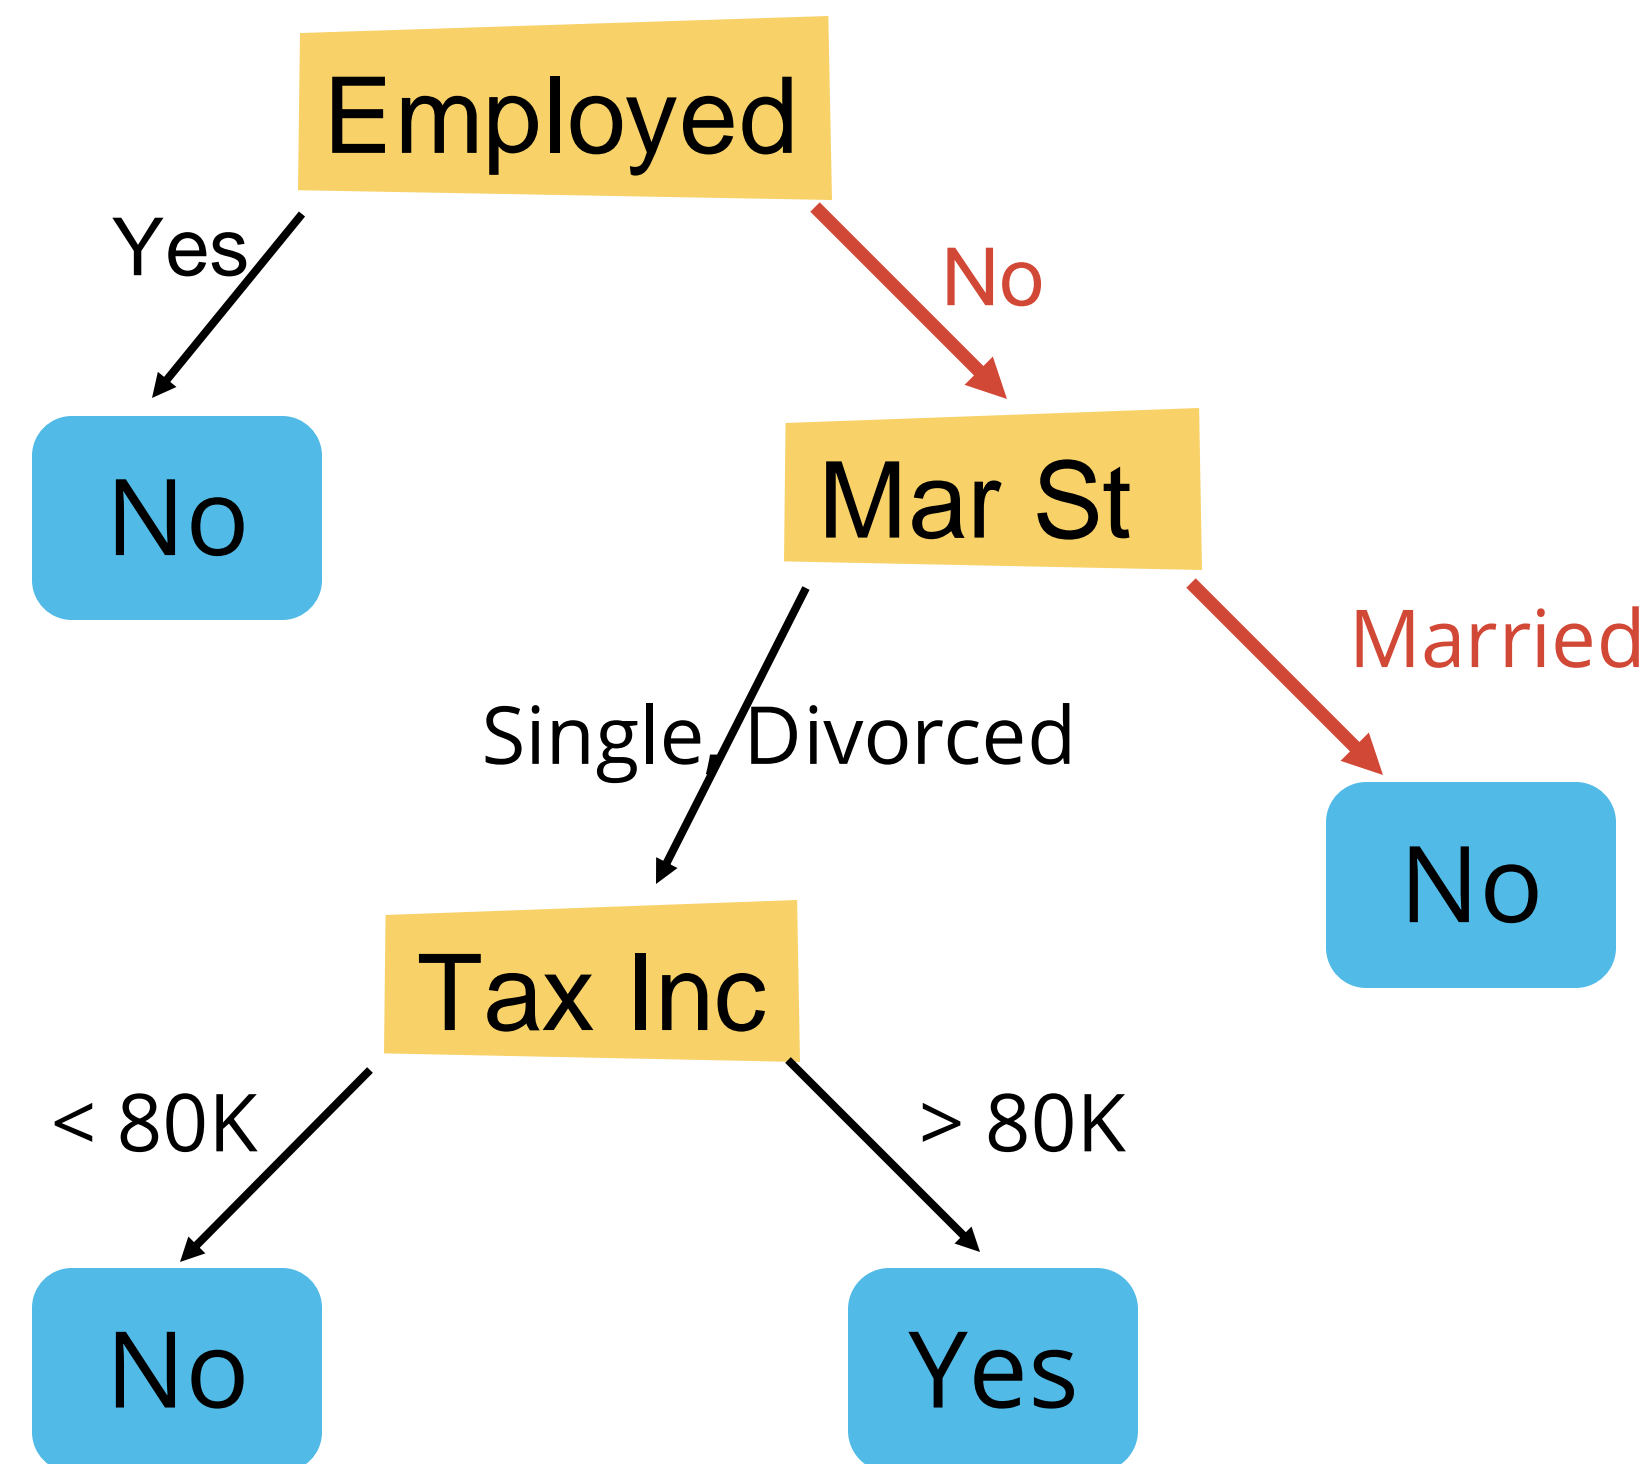 Employed
Yes
No
No
Mar St
Married
Single, Divorced
No
Tax Inc
< 80K
> 80K
No
Yes